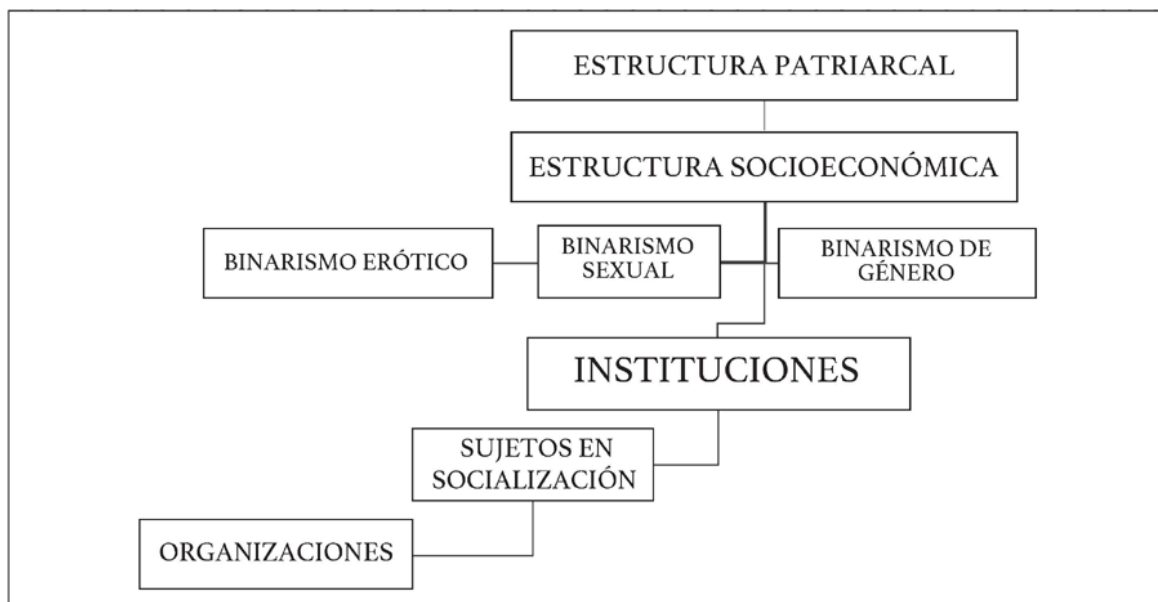 ESTRUCTURA PATRIARCAL
ESTRUCTURA SOCIOECONÓMICA
BINARISMO ERÓTICO
BINARISMO
SEXUAL
BINARISMO DE
GÉNERO
INSTITUCIONES
SUJETOS EN
SOCIALIZACIÓN
ORGANIZACIONES